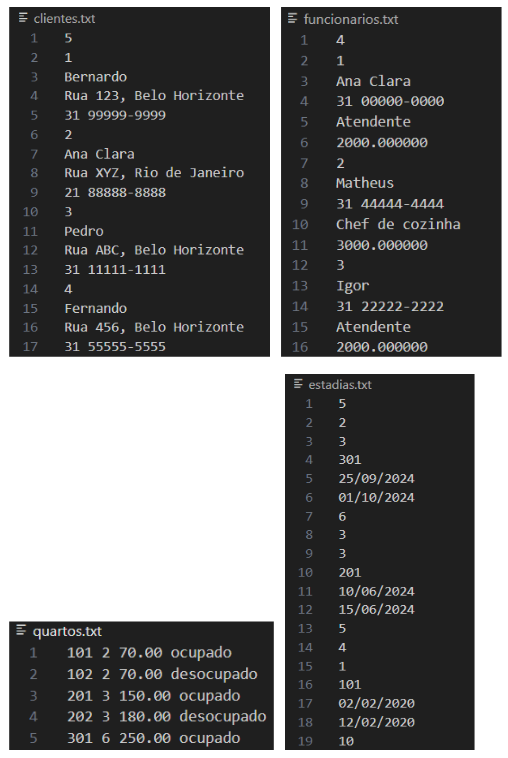 clientes.txt
1 5
2 1
3 Bernardo
4 Rua 123, Belo Horizonte
5 31 99999-9999
6 2
7 Ana Clara
8 Rua XYZ, Rio de Janeiro
9 21 88888-8888
10 3
11 Pedro
12 Rua ABC, Belo Horizonte
13 31 11111-1111
14 4
15 Fernando
16 Rua 456, Belo Horizonte
17 31 55555-5555
funcionarios.txt
1 4
2 1
3 Ana Clara
4 31 00000-0000
5 Atendente
6 2000.000000
7 2
8 Matheus
9 31 44444-4444
10 Chef de cozinha
11 3000.000000
12 3
13 Igor
14 31 22222-2222
15 Atendente
16 2000.000000
quartos.txt
1 101 2 70.00 ocupado
2 102 2 70.00 desocupado
3 201 3 150.00 ocupado
4 202 3 180.00 desocupado
5 301 6 250.00 ocupado
estadias.txt
1 5
2 2
3 3
4 301
5 25/09/2024
6 01/10/2024
7 6
8 3
9 3
10 201
11 10/06/2024
12 15/06/2024
13 5
14 4
15 1
16 101
17 02/02/2020
18 12/02/2020
19 10